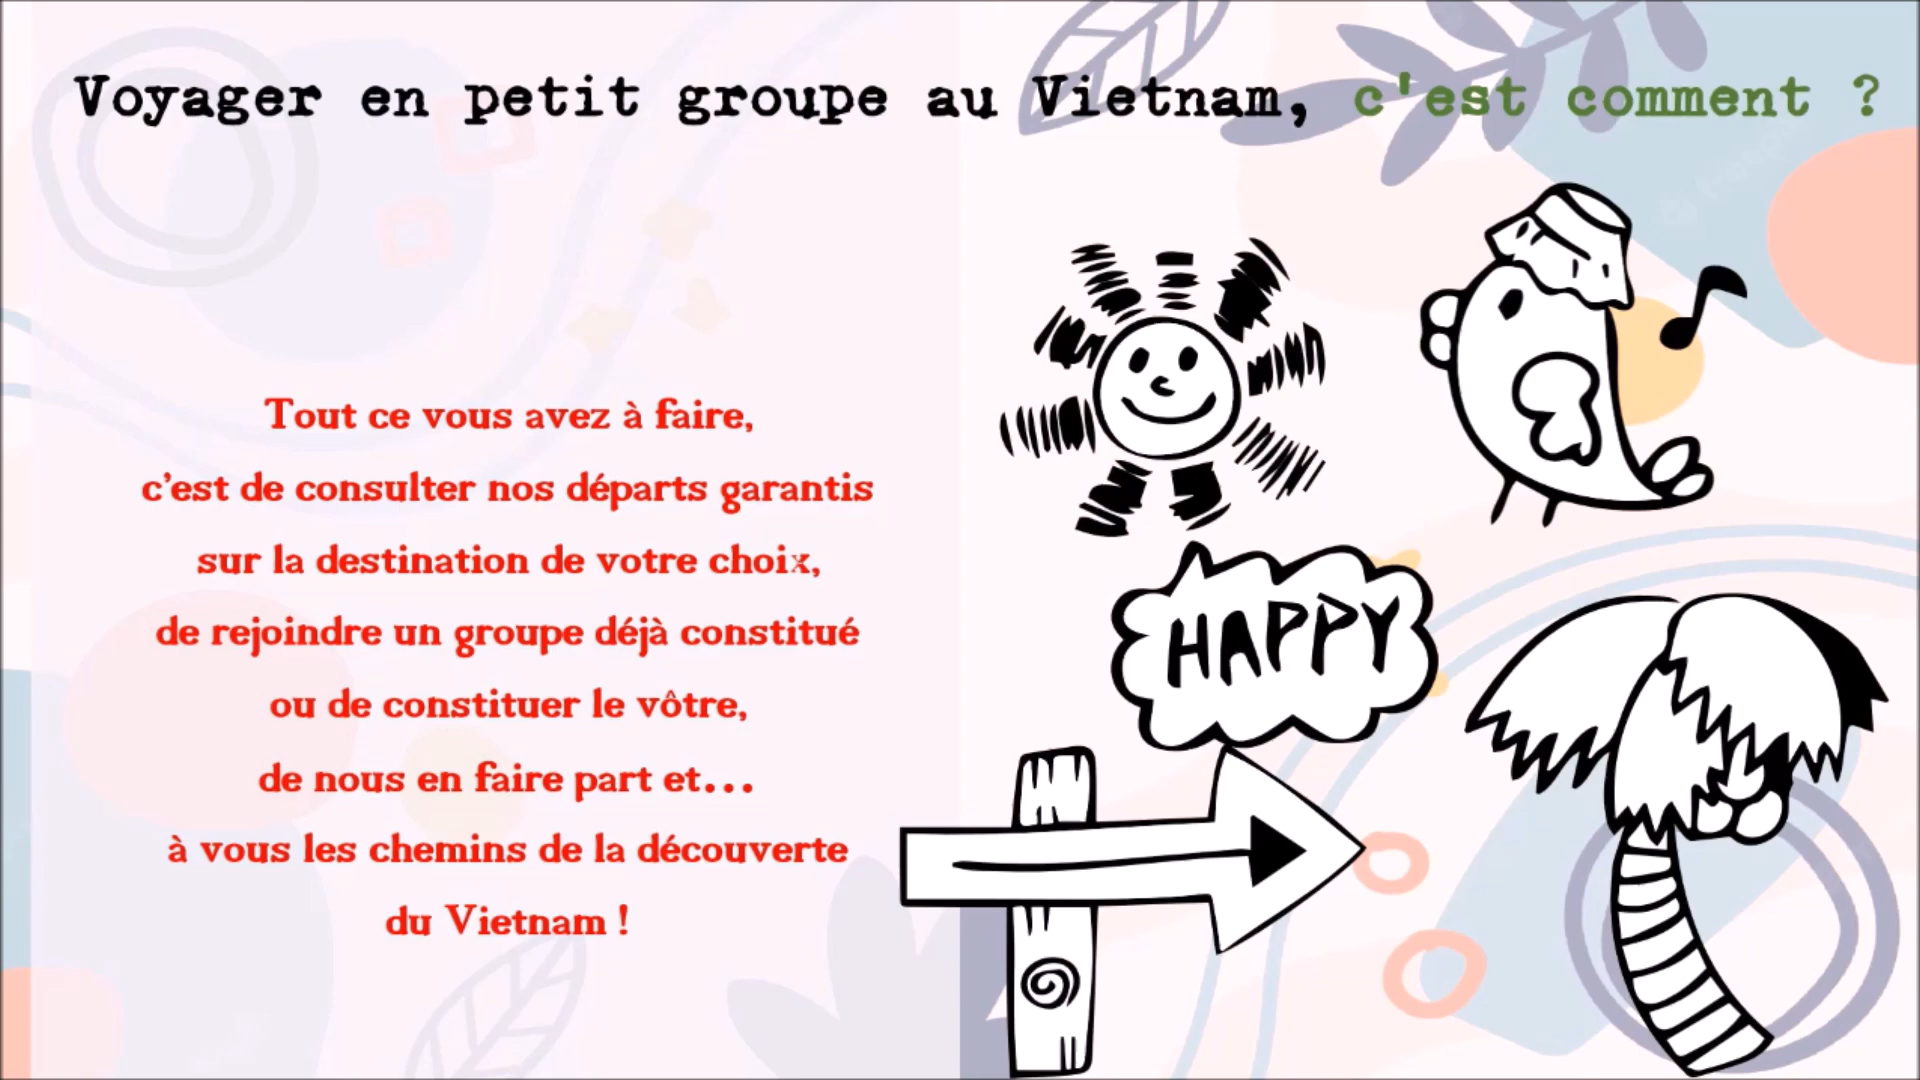 Voyager en petit groupe au Vietnam, c'est comment ?
Tout ce vous avez à faire,
c’est de consulter nos départs garantis
sur la destination de votre choix,
de rejoindre un groupe déjà constitué
ou de constituer le vôtre,
de nous en faire part et...
à vous les chemins de la découverte
du Vietnam !
HAPPY